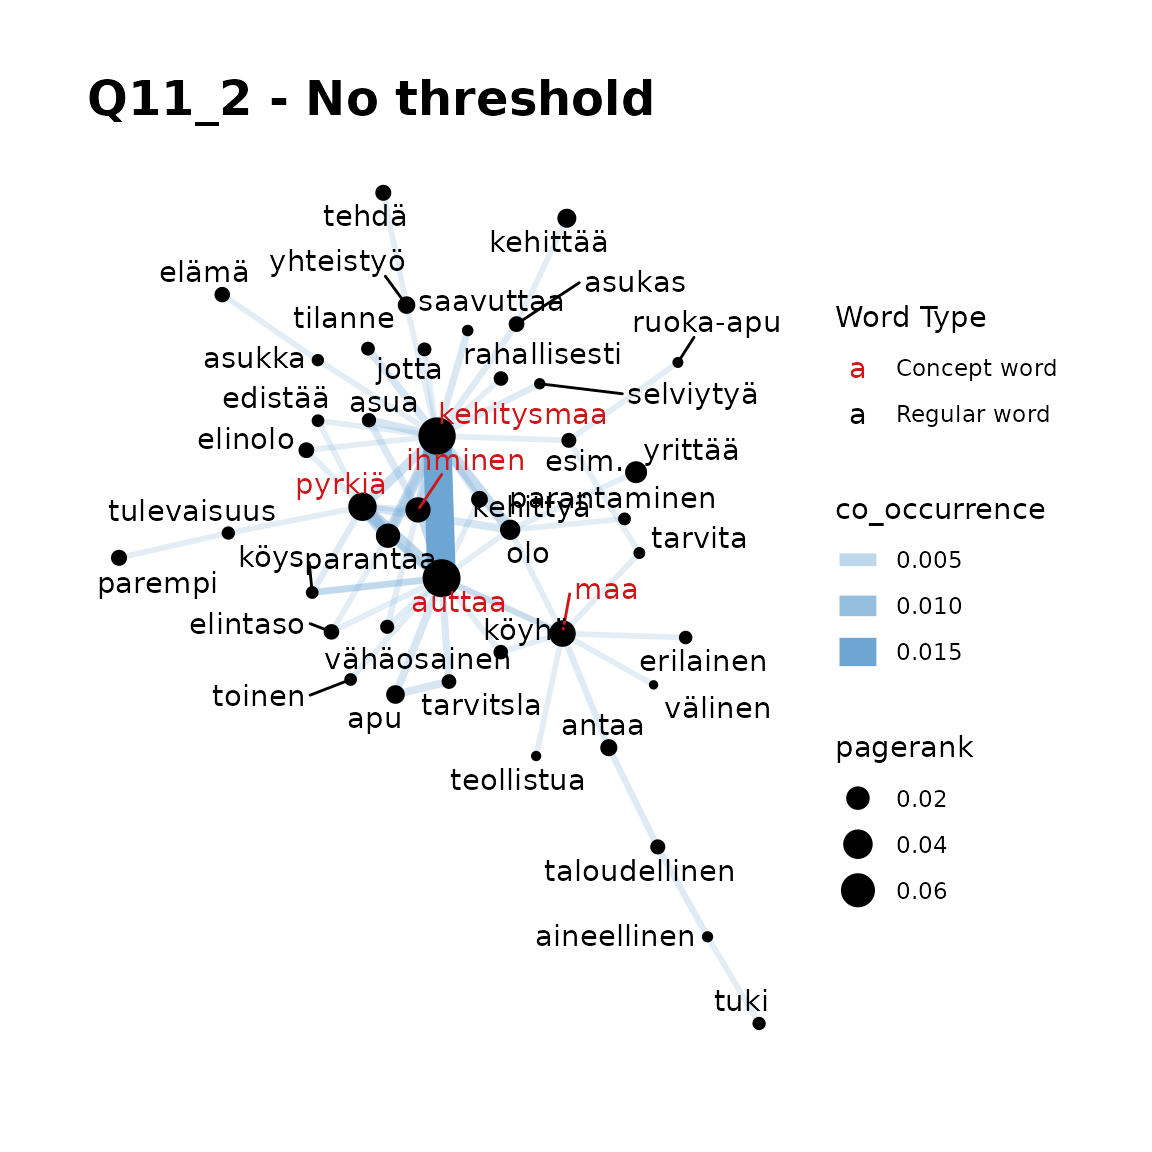 Q11_2 - No threshold
tehdä
kehittää
yhteistyö
elämä
asukas
saavuttaa
tilanne
ruoka-apu
asukka
jotta
rahallisesti
edistää
asua
selviytyä
kehitysmaa
elinolo
yrittää
ihminen
esim.
pyrkiä
parantaminen
kehittyä
tulevaisuus
tarvita
olo
köys
parantaa
parempi
maa
auttaa
elintaso
köyhä
vähäosainen
erilainen
toinen
tarvitsla
välinen
apu
antaa
teollistua
taloudellinen
aineellinen
tuki
Word Type
a Concept word
a Regular word
co_occurrence
0.005
0.010
0.015
pagerank
0.02
0.04
0.06